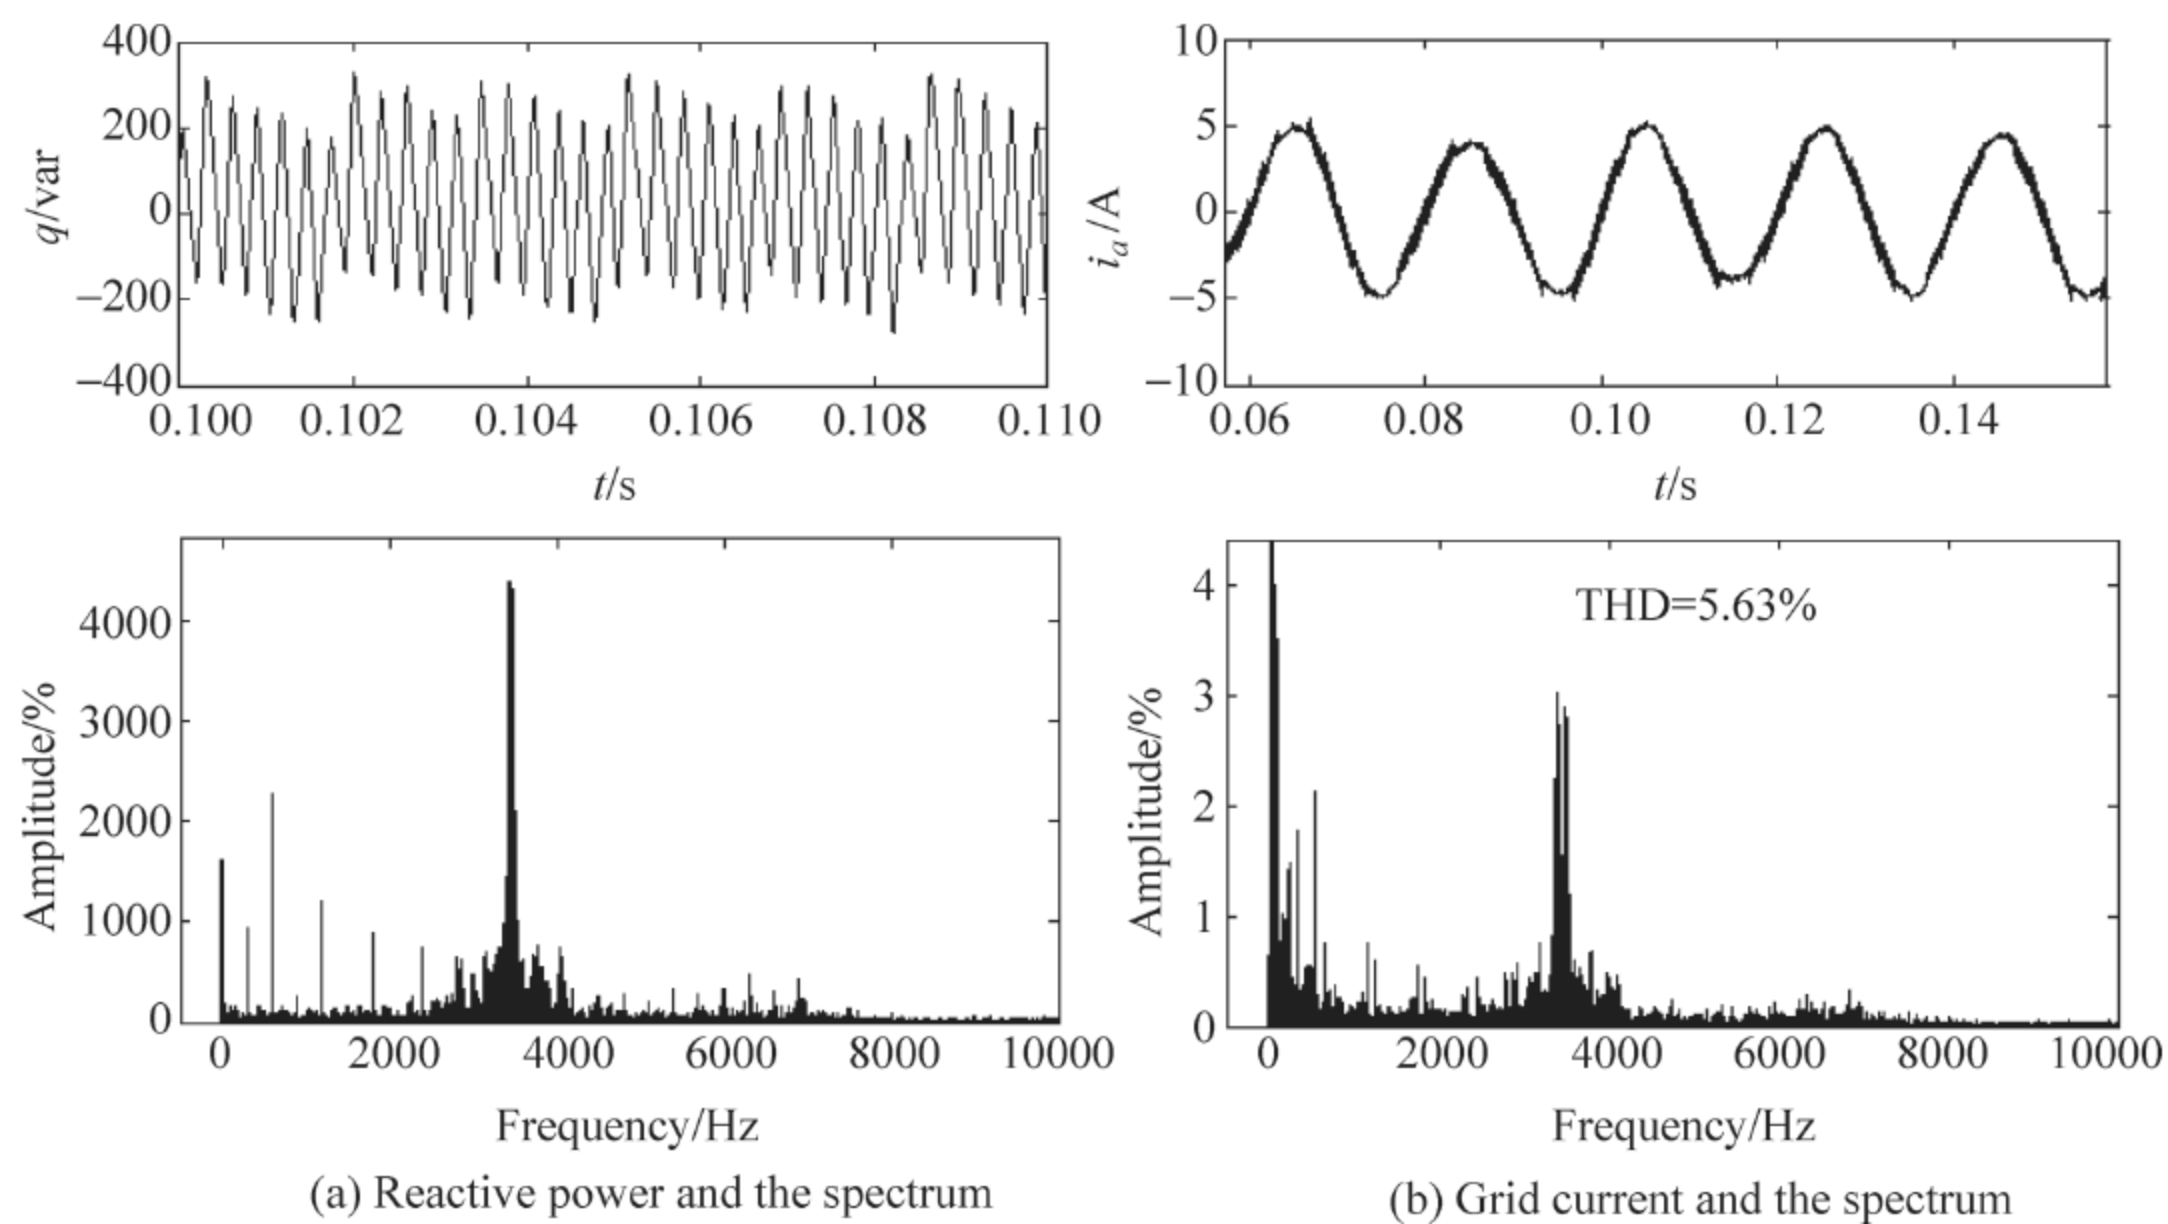 400
200
0
−200
−400
q/var
0.100 0.102 0.104 0.106 0.108 0.110
t/s
10
5
0
−5
−10
i_a/A
0.06 0.08 0.10 0.12 0.14
t/s
4000
3000
2000
1000
0
Amplitude/%
0 2000 4000 6000 8000 10000
Frequency/Hz
(a) Reactive power and the spectrum
THD=5.63%
4
3
2
1
0
Amplitude/%
0 2000 4000 6000 8000 10000
Frequency/Hz
(b) Grid current and the spectrum